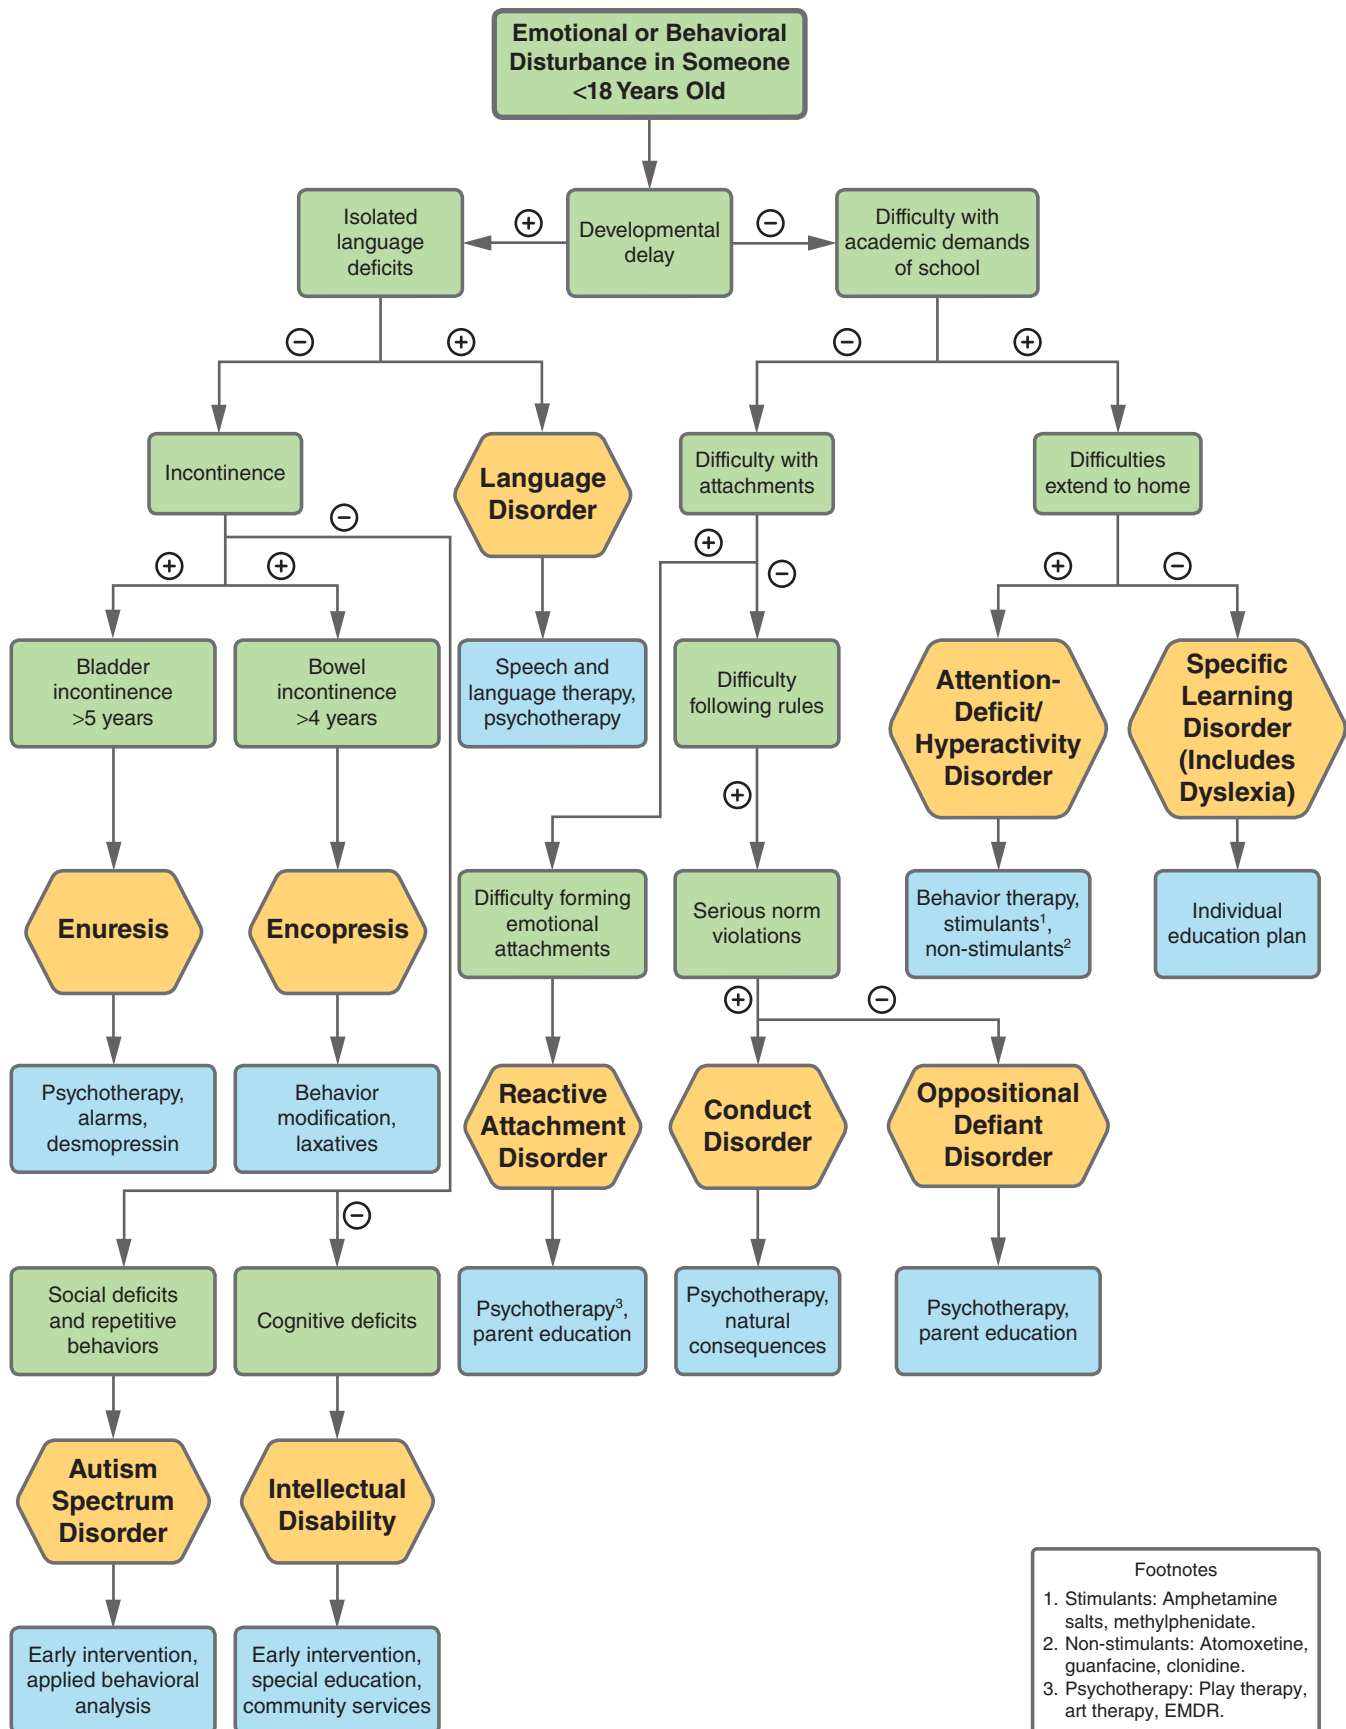 Emotional or Behavioral
Disturbance in Someone
<18 Years Old
Isolated
language
deficits
+
Developmental
delay
−
Difficulty with
academic demands
of school
−
+
−
+
Incontinence
Language
Disorder
Difficulty with
attachments
Difficulties
extend to home
−
+
+
+
−
+
−
Bladder
incontinence
>5 years
Bowel
incontinence
>4 years
Speech and
language therapy,
psychotherapy
Difficulty
following rules
Attention-
Deficit/
Hyperactivity
Disorder
Specific
Learning
Disorder
(Includes
Dyslexia)
+
Enuresis
Encopresis
Difficulty forming
emotional
attachments
Serious norm
violations
Behavior therapy,
stimulants1,
non-stimulants2
Individual
education plan
+
−
Psychotherapy,
alarms,
desmopressin
Behavior
modification,
laxatives
Reactive
Attachment
Disorder
Conduct
Disorder
Oppositional
Defiant
Disorder
−
Social deficits
and repetitive
behaviors
Cognitive deficits
Psychotherapy3,
parent education
Psychotherapy,
natural
consequences
Psychotherapy,
parent education
Autism
Spectrum
Disorder
Intellectual
Disability
Early intervention,
applied behavioral
analysis
Early intervention,
special education,
community services
Footnotes
1. Stimulants: Amphetamine
salts, methylphenidate.
2. Non-stimulants: Atomoxetine,
guanfacine, clonidine.
3. Psychotherapy: Play therapy,
art therapy, EMDR.